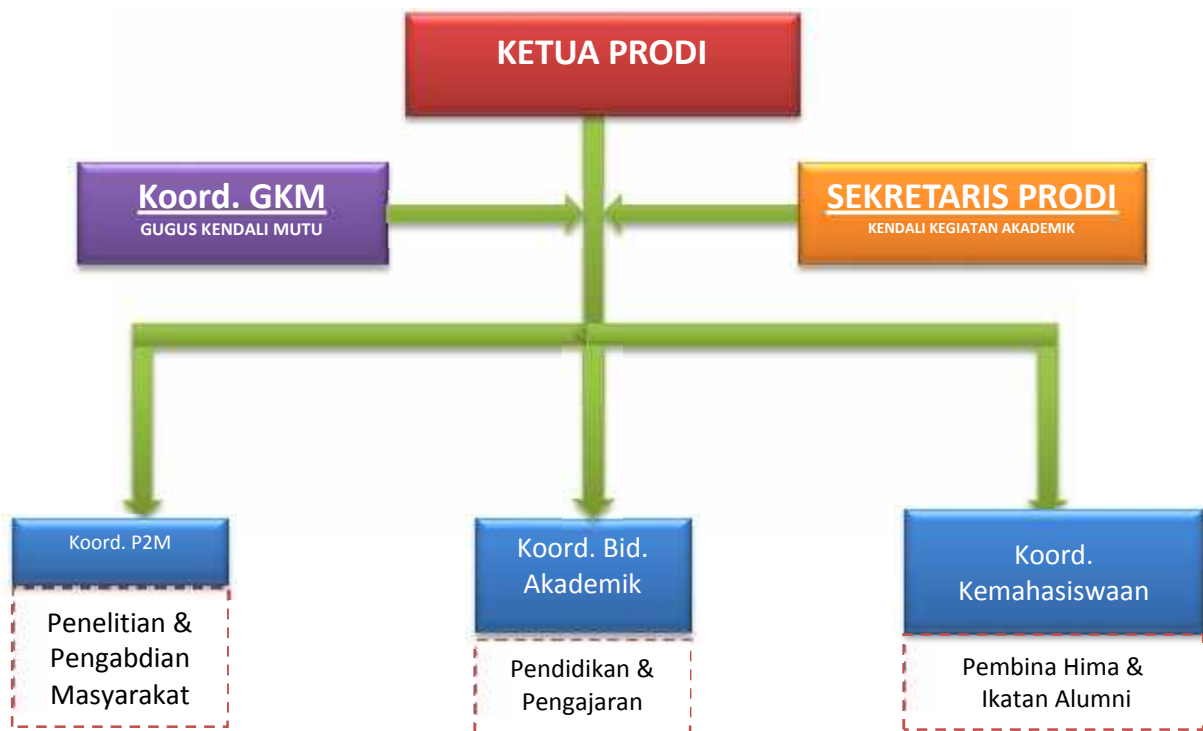 KETUA PRODI
Koord. GKM
GUGUS KENDALI MUTU
SEKRETARIS PRODI
KENDALI KEGIATAN AKADEMIK
Koord. P2M
Penelitian &
Pengabdian
Masyarakat
Koord. Bid.
Akademik
Pendidikan &
Pengajaran
Koord.
Kemahasiswaan
Pembina Hima &
Ikatan Alumni